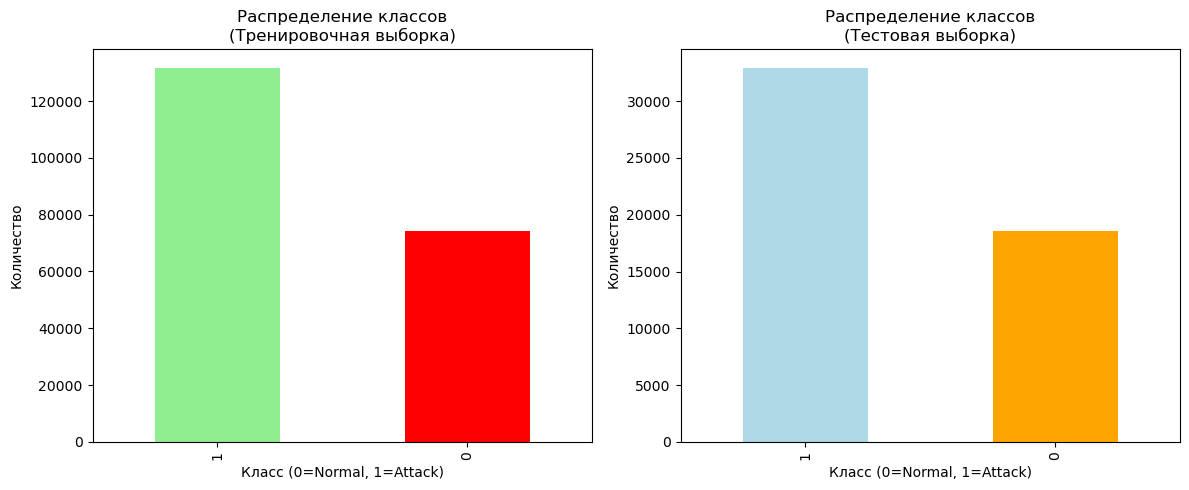 Распределение классов
(Тренировочная выборка)
Количество
120000
100000
80000
60000
40000
20000
0
1
0
Класс (0=Normal, 1=Attack)
Распределение классов
(Тестовая выборка)
Количество
30000
25000
20000
15000
10000
5000
0
1
0
Класс (0=Normal, 1=Attack)